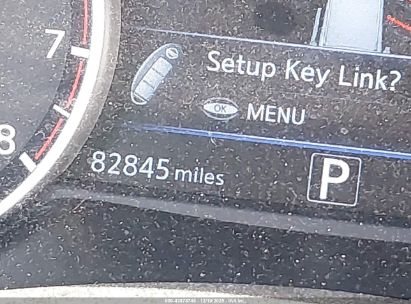 7
Setup Key Link?
OK MENU
8
82845 miles
P